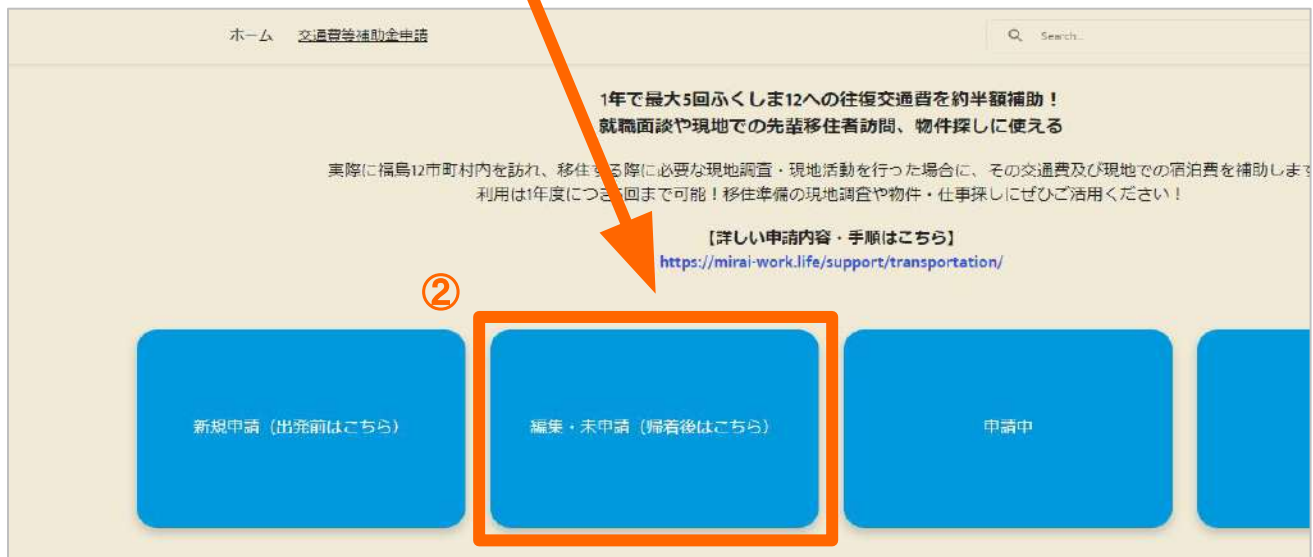 ホーム 交通費等補助金申請 Search...
1年で最大5回ふくしま12への往復交通費を約半額補助！
就職面談や現地での先輩移住者訪問、物件探しに使える
実際に福島12市町村内を訪れ、移住する際に必要な現地調査・現地活動を行った場合に、その交通費及び現地での宿泊費を補助します
利用は1年度につき5回まで可能！移住準備の現地調査や物件・仕事探しにぜひご活用ください！
【詳しい申請内容・手順はこちら】
https://mirai-work.life/support/transportation/
②
新規申請（出発前はこちら） 編集・未申請（帰着後はこちら） 申請中